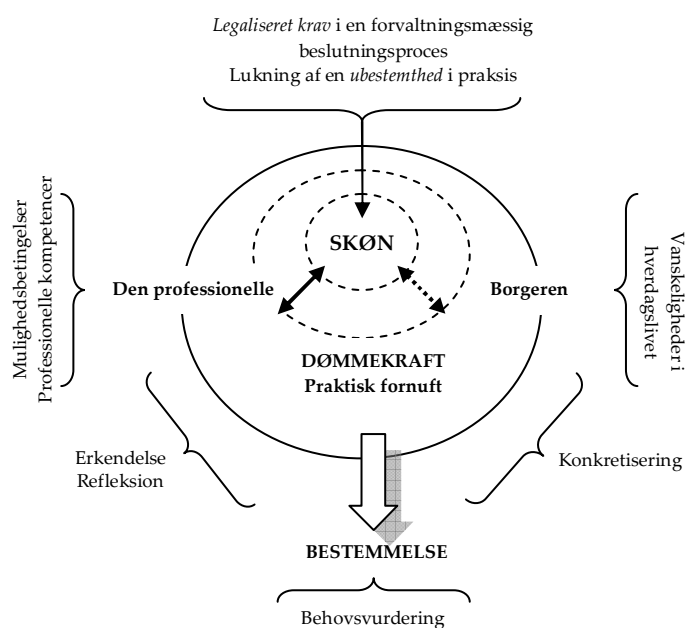 Legaliseret krav i en forvaltningsmæssig
beslutningsproces
Lukning af en ubestemthed i praksis
Mulighedsbetingelser
Professionelle kompetencer
SKØN
Den professionelle
Borgeren
Vanskeligheder i
hverdagslivet
DØMMEKRAFT
Praktisk fornuft
Erkendelse
Refleksion
Konkretisering
BESTEMMELSE
Behovsvurdering